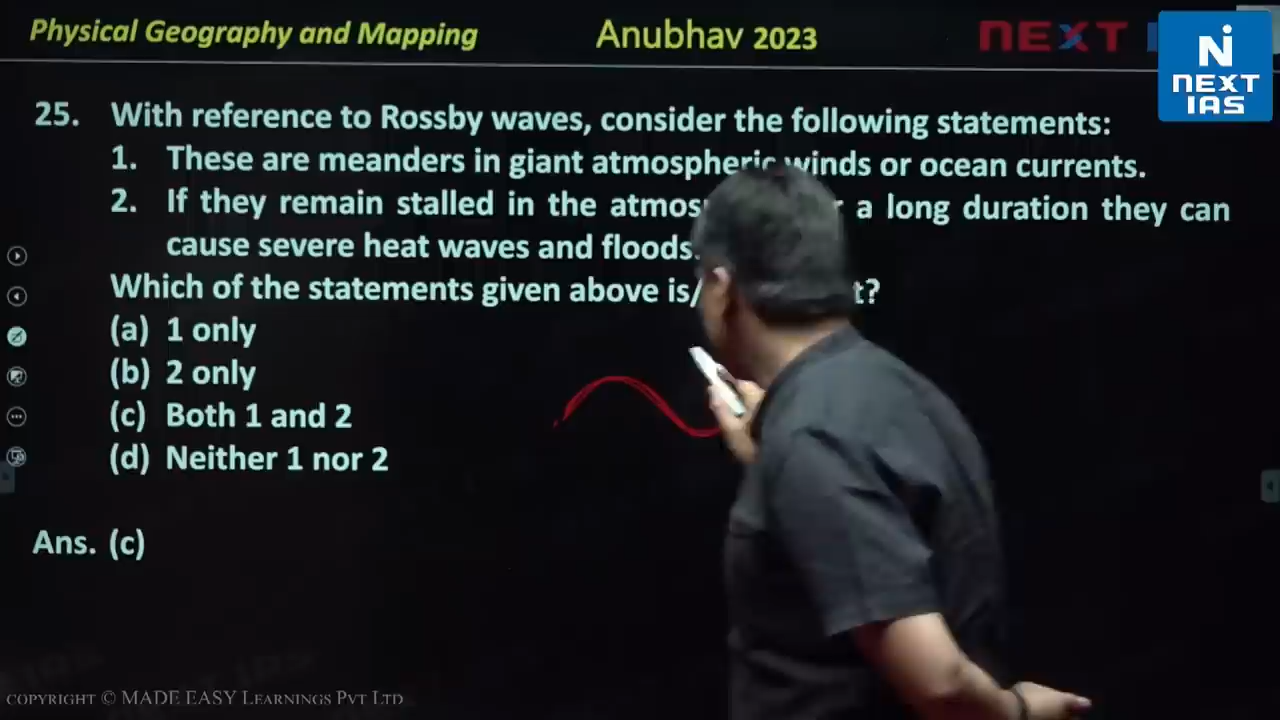 Physical Geography and Mapping Anubhav 2023 NEXT
NEXT
IAS
25. With reference to Rossby waves, consider the following statements:
1. These are meanders in giant atmospheric winds or ocean currents.
2. If they remain stalled in the atmos a long duration they can
cause severe heat waves and floods.
Which of the statements given above is/ t?
(a) 1 only
(b) 2 only
(c) Both 1 and 2
(d) Neither 1 nor 2
Ans. (c)
COPYRIGHT © MADE EASY LEARNINGS PVT LTD